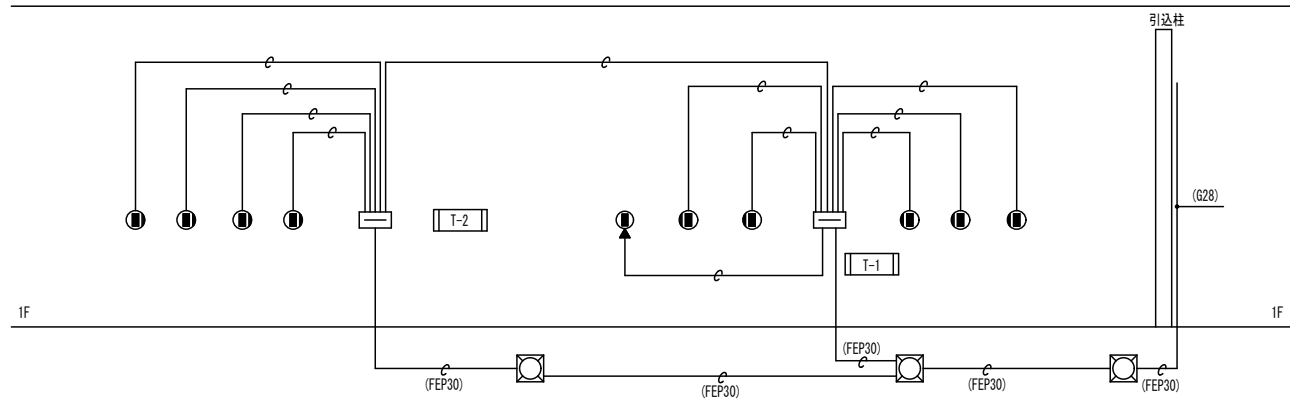 引込柱
(G28)
T-2
T-1
1F
1F
(FEP30)
(FEP30)
(FEP30)
(FEP30)
(FEP30)